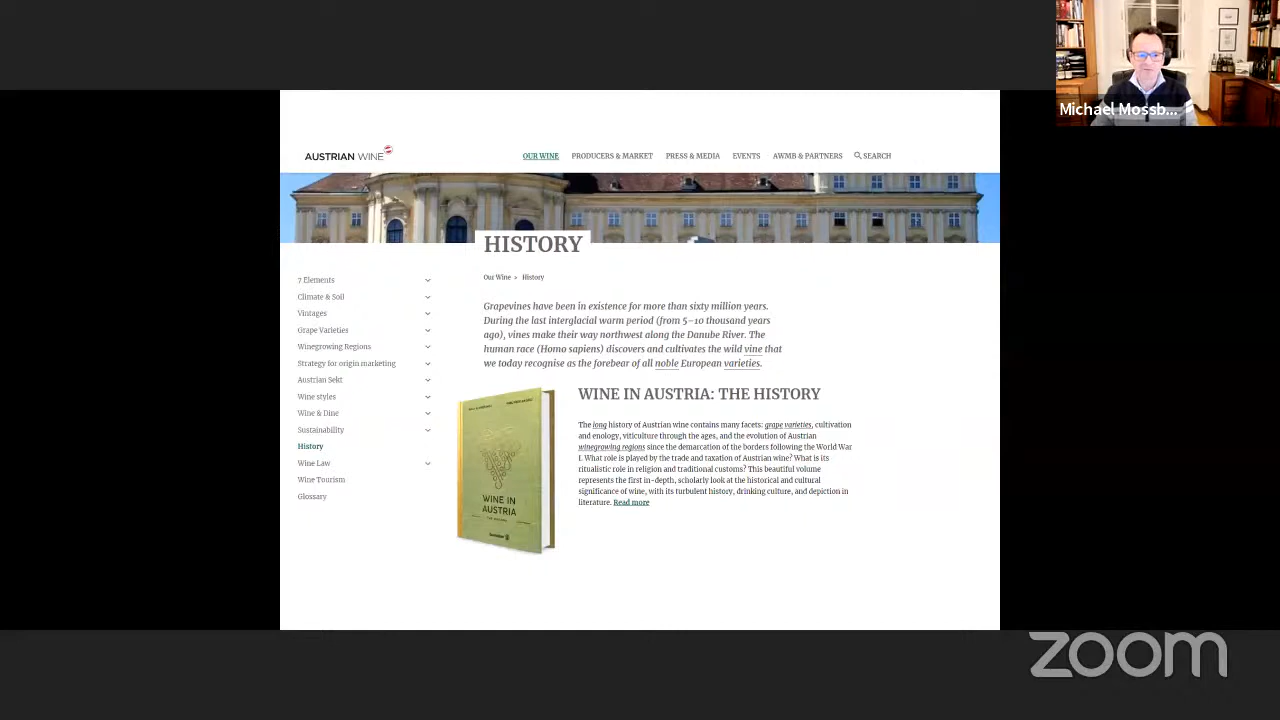 Michael Mossb...
AUSTRIAN WINE
OUR WINE PRODUCERS & MARKET PRESS & MEDIA EVENTS AWMB & PARTNERS SEARCH
HISTORY
Our Wine > History
7 Elements
Climate & Soil
Vintages
Grape Varieties
Winegrowing Regions
Strategy for origin marketing
Austrian Sekt
Wine styles
Wine & Dine
Sustainability
History
Wine Law
Wine Tourism
Glossary
Grapevines have been in existence for more than sixty million years.
During the last interglacial warm period (from 5–10 thousand years
ago), vines make their way northwest along the Danube River. The
human race (Homo sapiens) discovers and cultivates the wild vine that
we today recognise as the forebear of all noble European varieties.
WINE IN
AUSTRIA
WINE IN AUSTRIA: THE HISTORY
The long history of Austrian wine contains many facets: grape varieties, cultivation
and enology, viticulture through the ages, and the evolution of Austrian
winegrowing regions since the demarcation of the borders following the World War
I. What role is played by the trade and taxation of Austrian wine? What is its
ritualistic role in religion and traditional customs? This beautiful volume
represents the first in-depth, scholarly look at the historical and cultural
significance of wine, with its turbulent history, drinking culture, and depiction in
literature. Read more
zoom